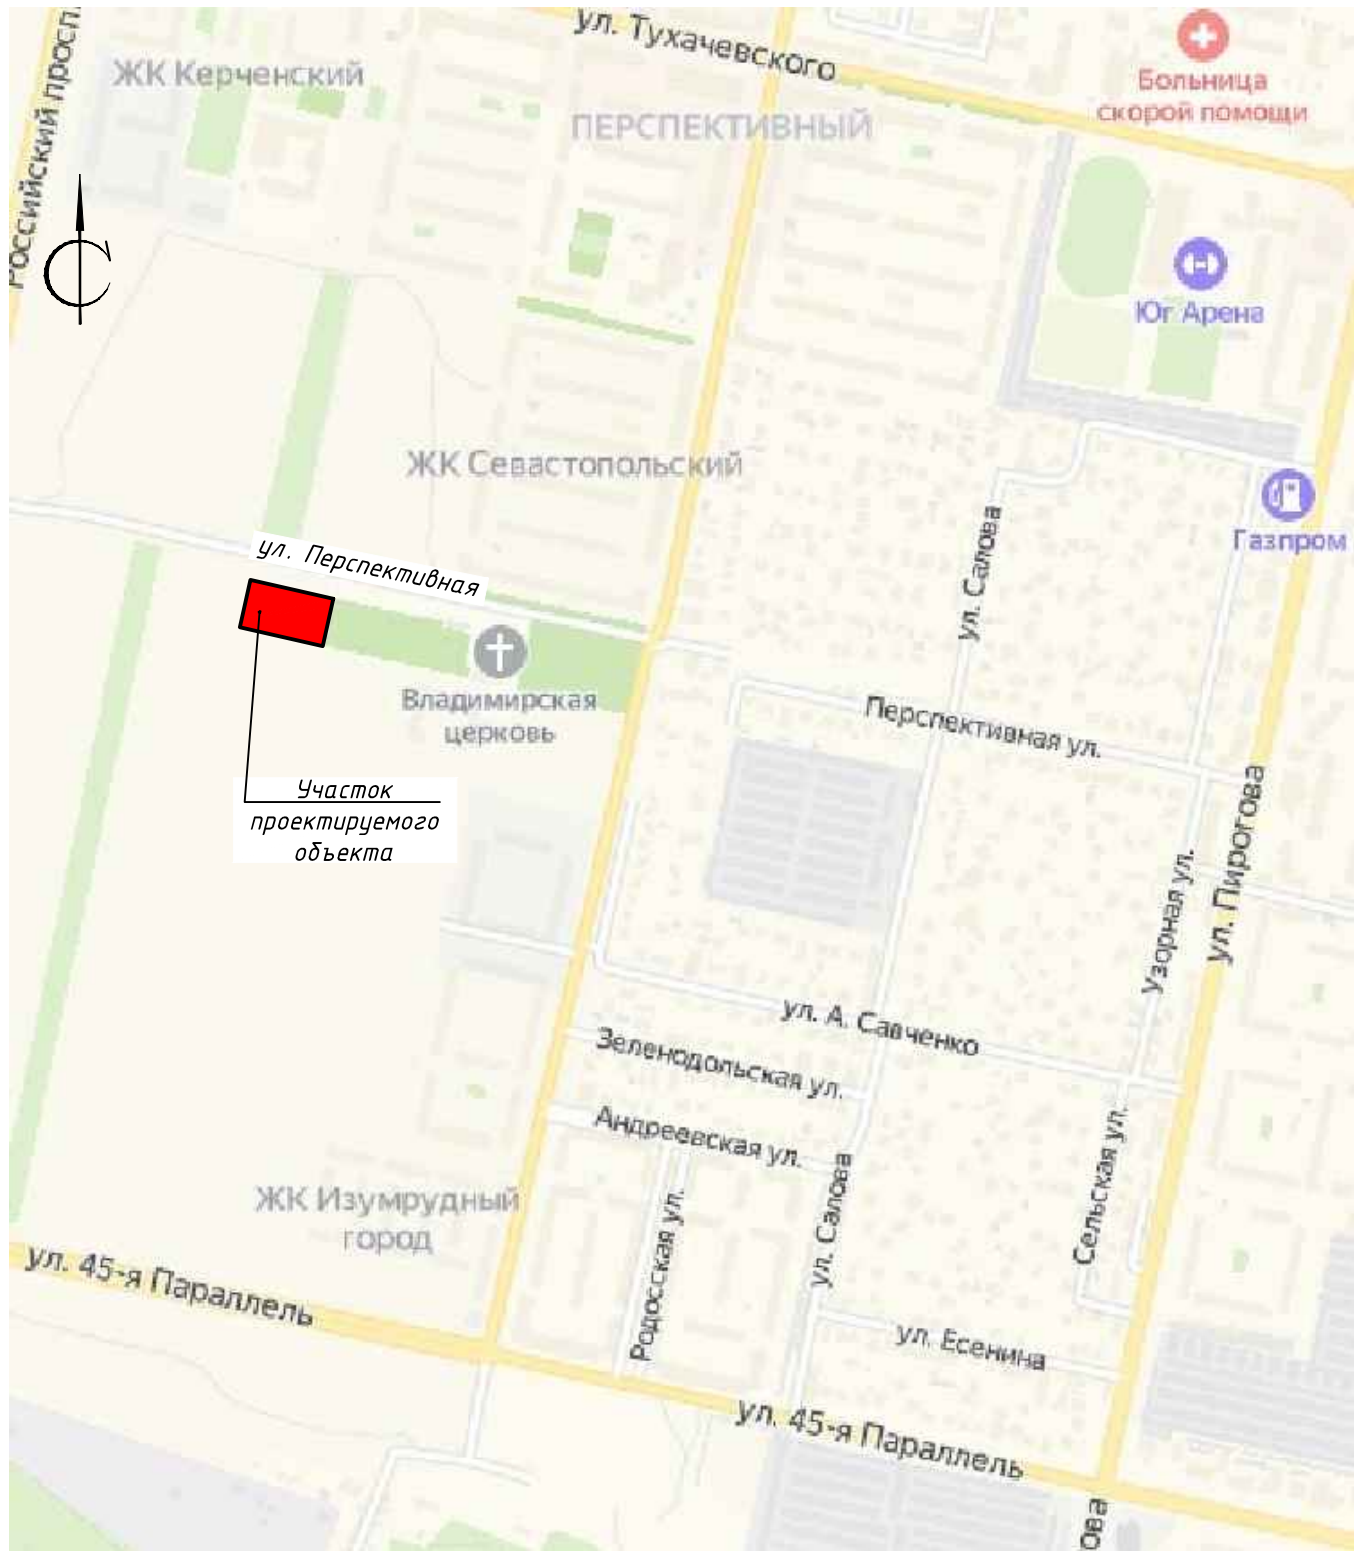 ул. Тухачевского
ЖК Керченский
Больница
скорой помощи
ПЕРСПЕКТИВНЫЙ
Российский
С
Юг Арена
ЖК Севастопольский
ул. Салова
Газпром
ул. Перспективная
Владимирская
церковь
Перспективная ул.
Участок
проектируемого
объекта
ул. Пирогова
Узорная ул.
ул. А. Савченко
Зеленодольская ул.
Андреевская ул.
Сельская ул.
ул. Салова
ЖК Изумрудный
город
Родосская ул.
ул. 45-я Параллель
ул. Есенина
ул. 45-я Параллель